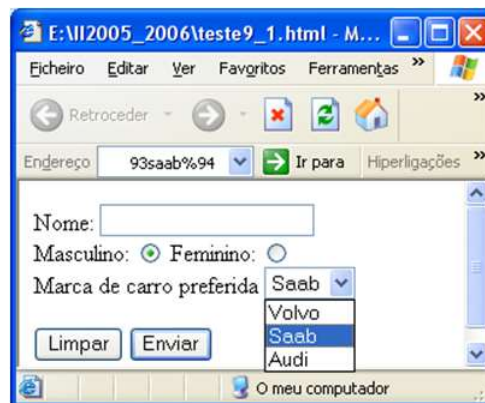 E:\II2005_2006\teste9_1.html - M...
Ficheiro Editar Ver Favoritos Ferramentas »
Retroceder »
Endereço 93saab%94 Ir para Hiperligações »
Nome:
Masculino: Feminino:
Marca de carro preferida Saab
Volvo
Saab
Audi
Limpar Enviar
O meu computador